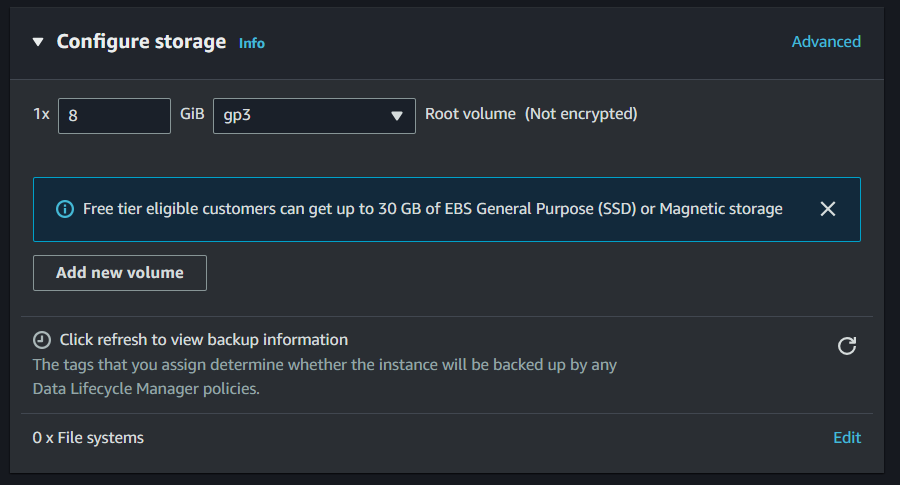 Configure storage Info Advanced
1x 8 GiB gp3 Root volume (Not encrypted)
Free tier eligible customers can get up to 30 GB of EBS General Purpose (SSD) or Magnetic storage
Add new volume
Click refresh to view backup information
The tags that you assign determine whether the instance will be backed up by any
Data Lifecycle Manager policies.
0 x File systems Edit